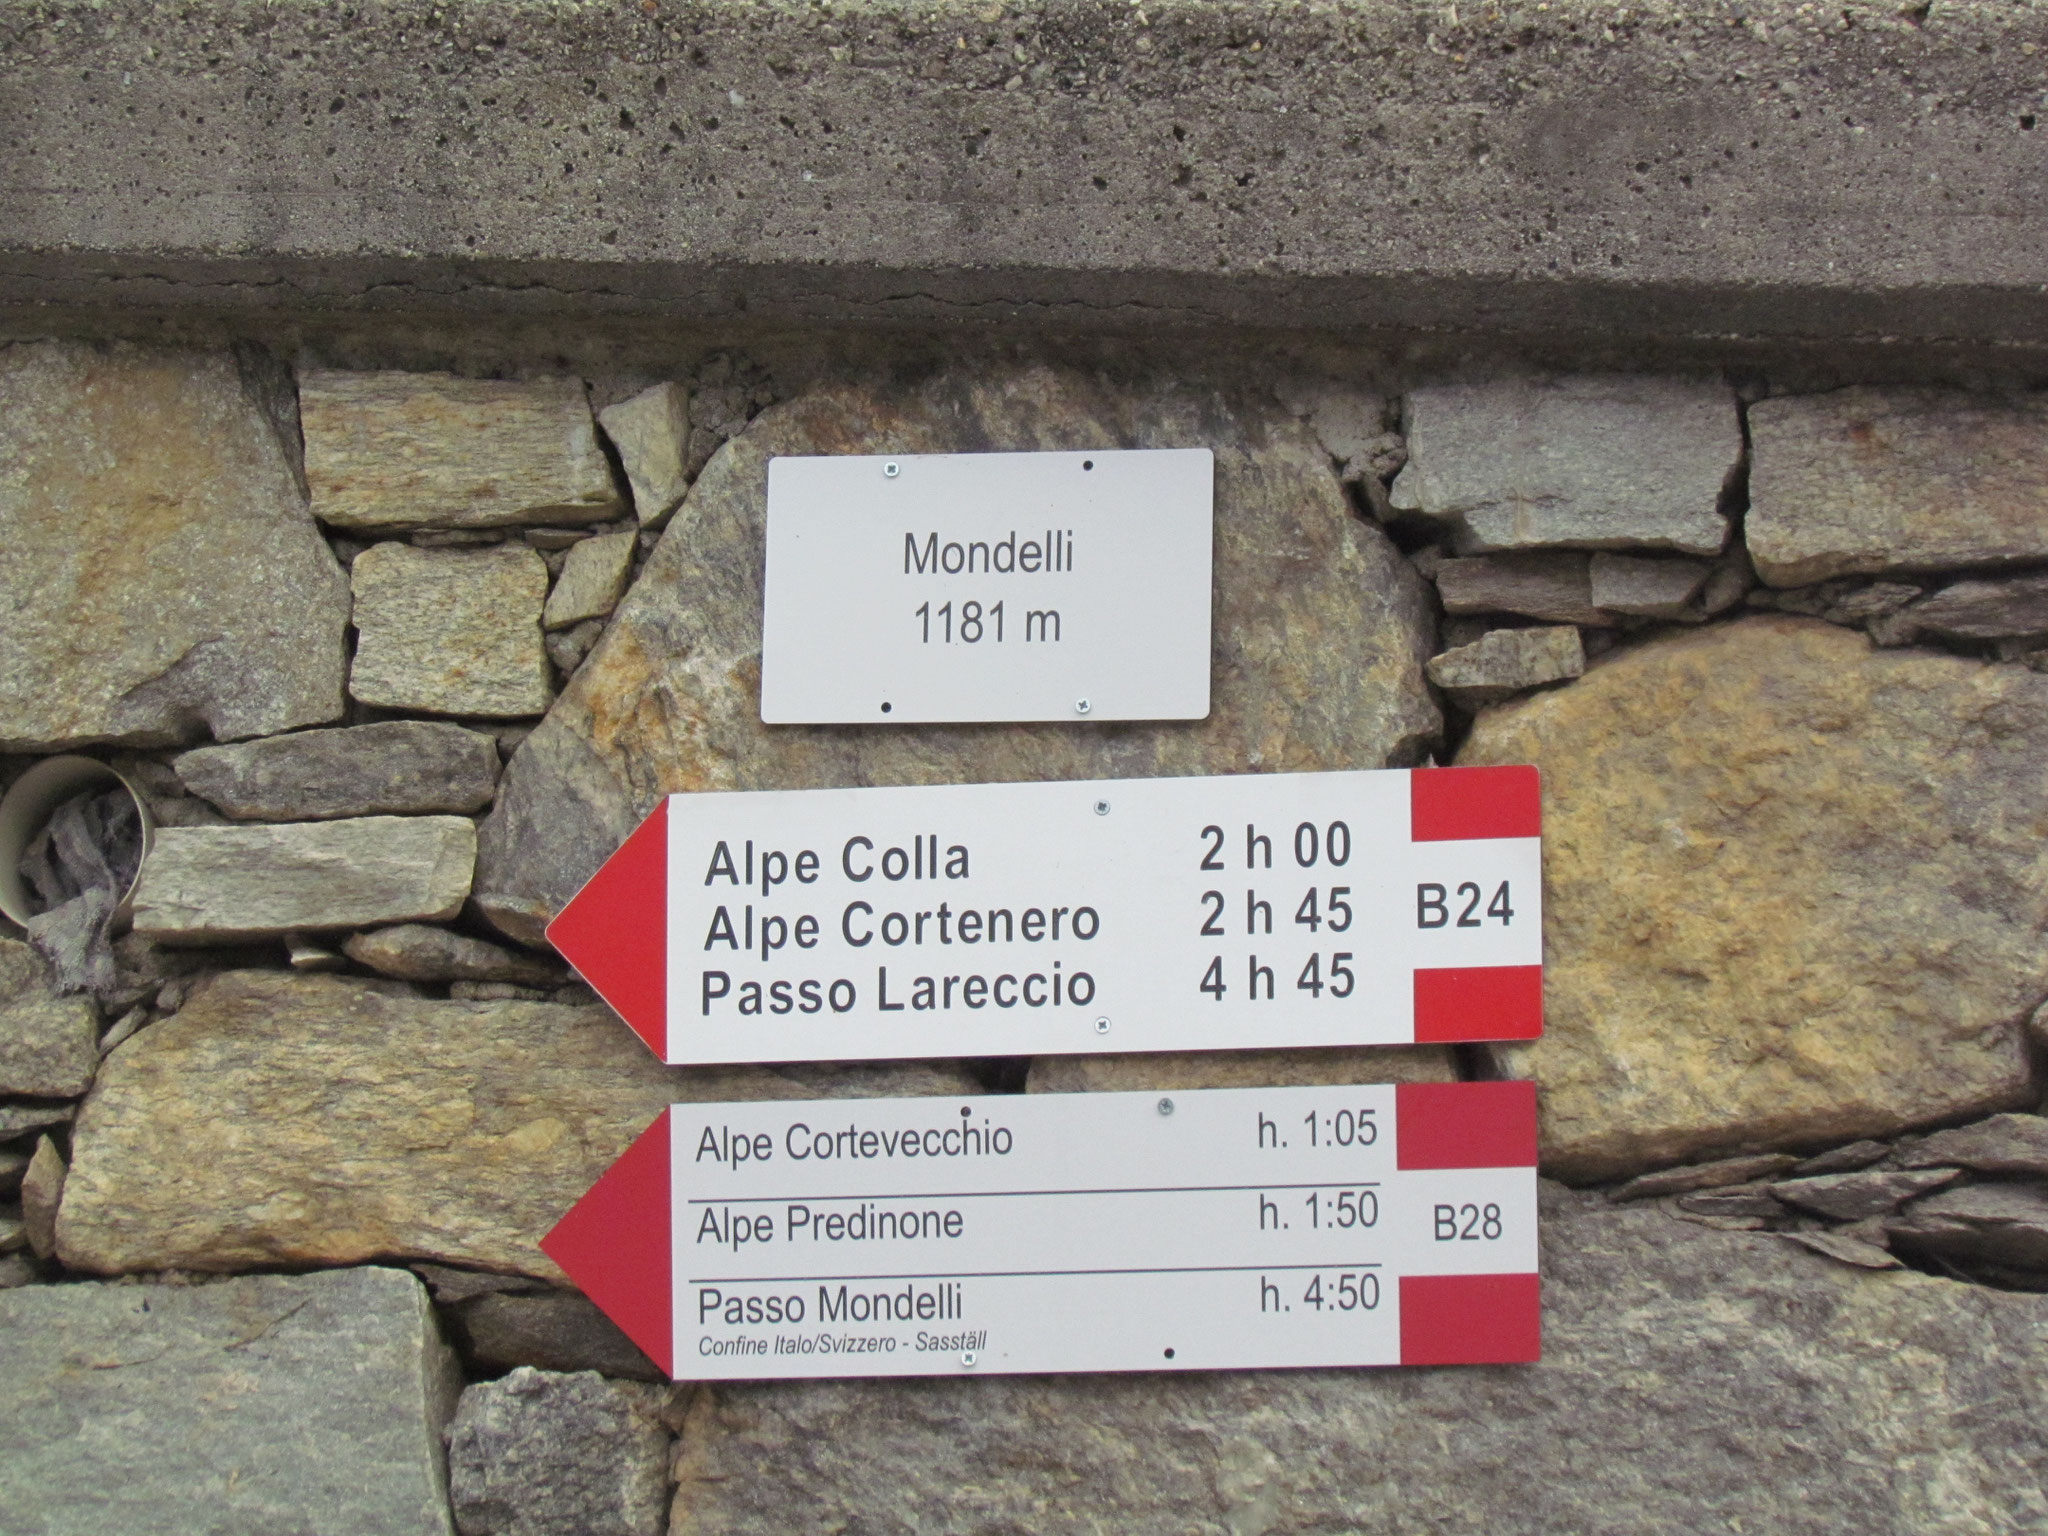 Mondelli
1181 m
Alpe Colla 2 h 00
Alpe Cortenero 2 h 45
Passo Lareccio 4 h 45
B24
Alpe Cortevecchio h. 1:05
Alpe Predinone h. 1:50
Passo Mondelli h. 4:50
Confine Italo/Svizzero - Sasställ
B28